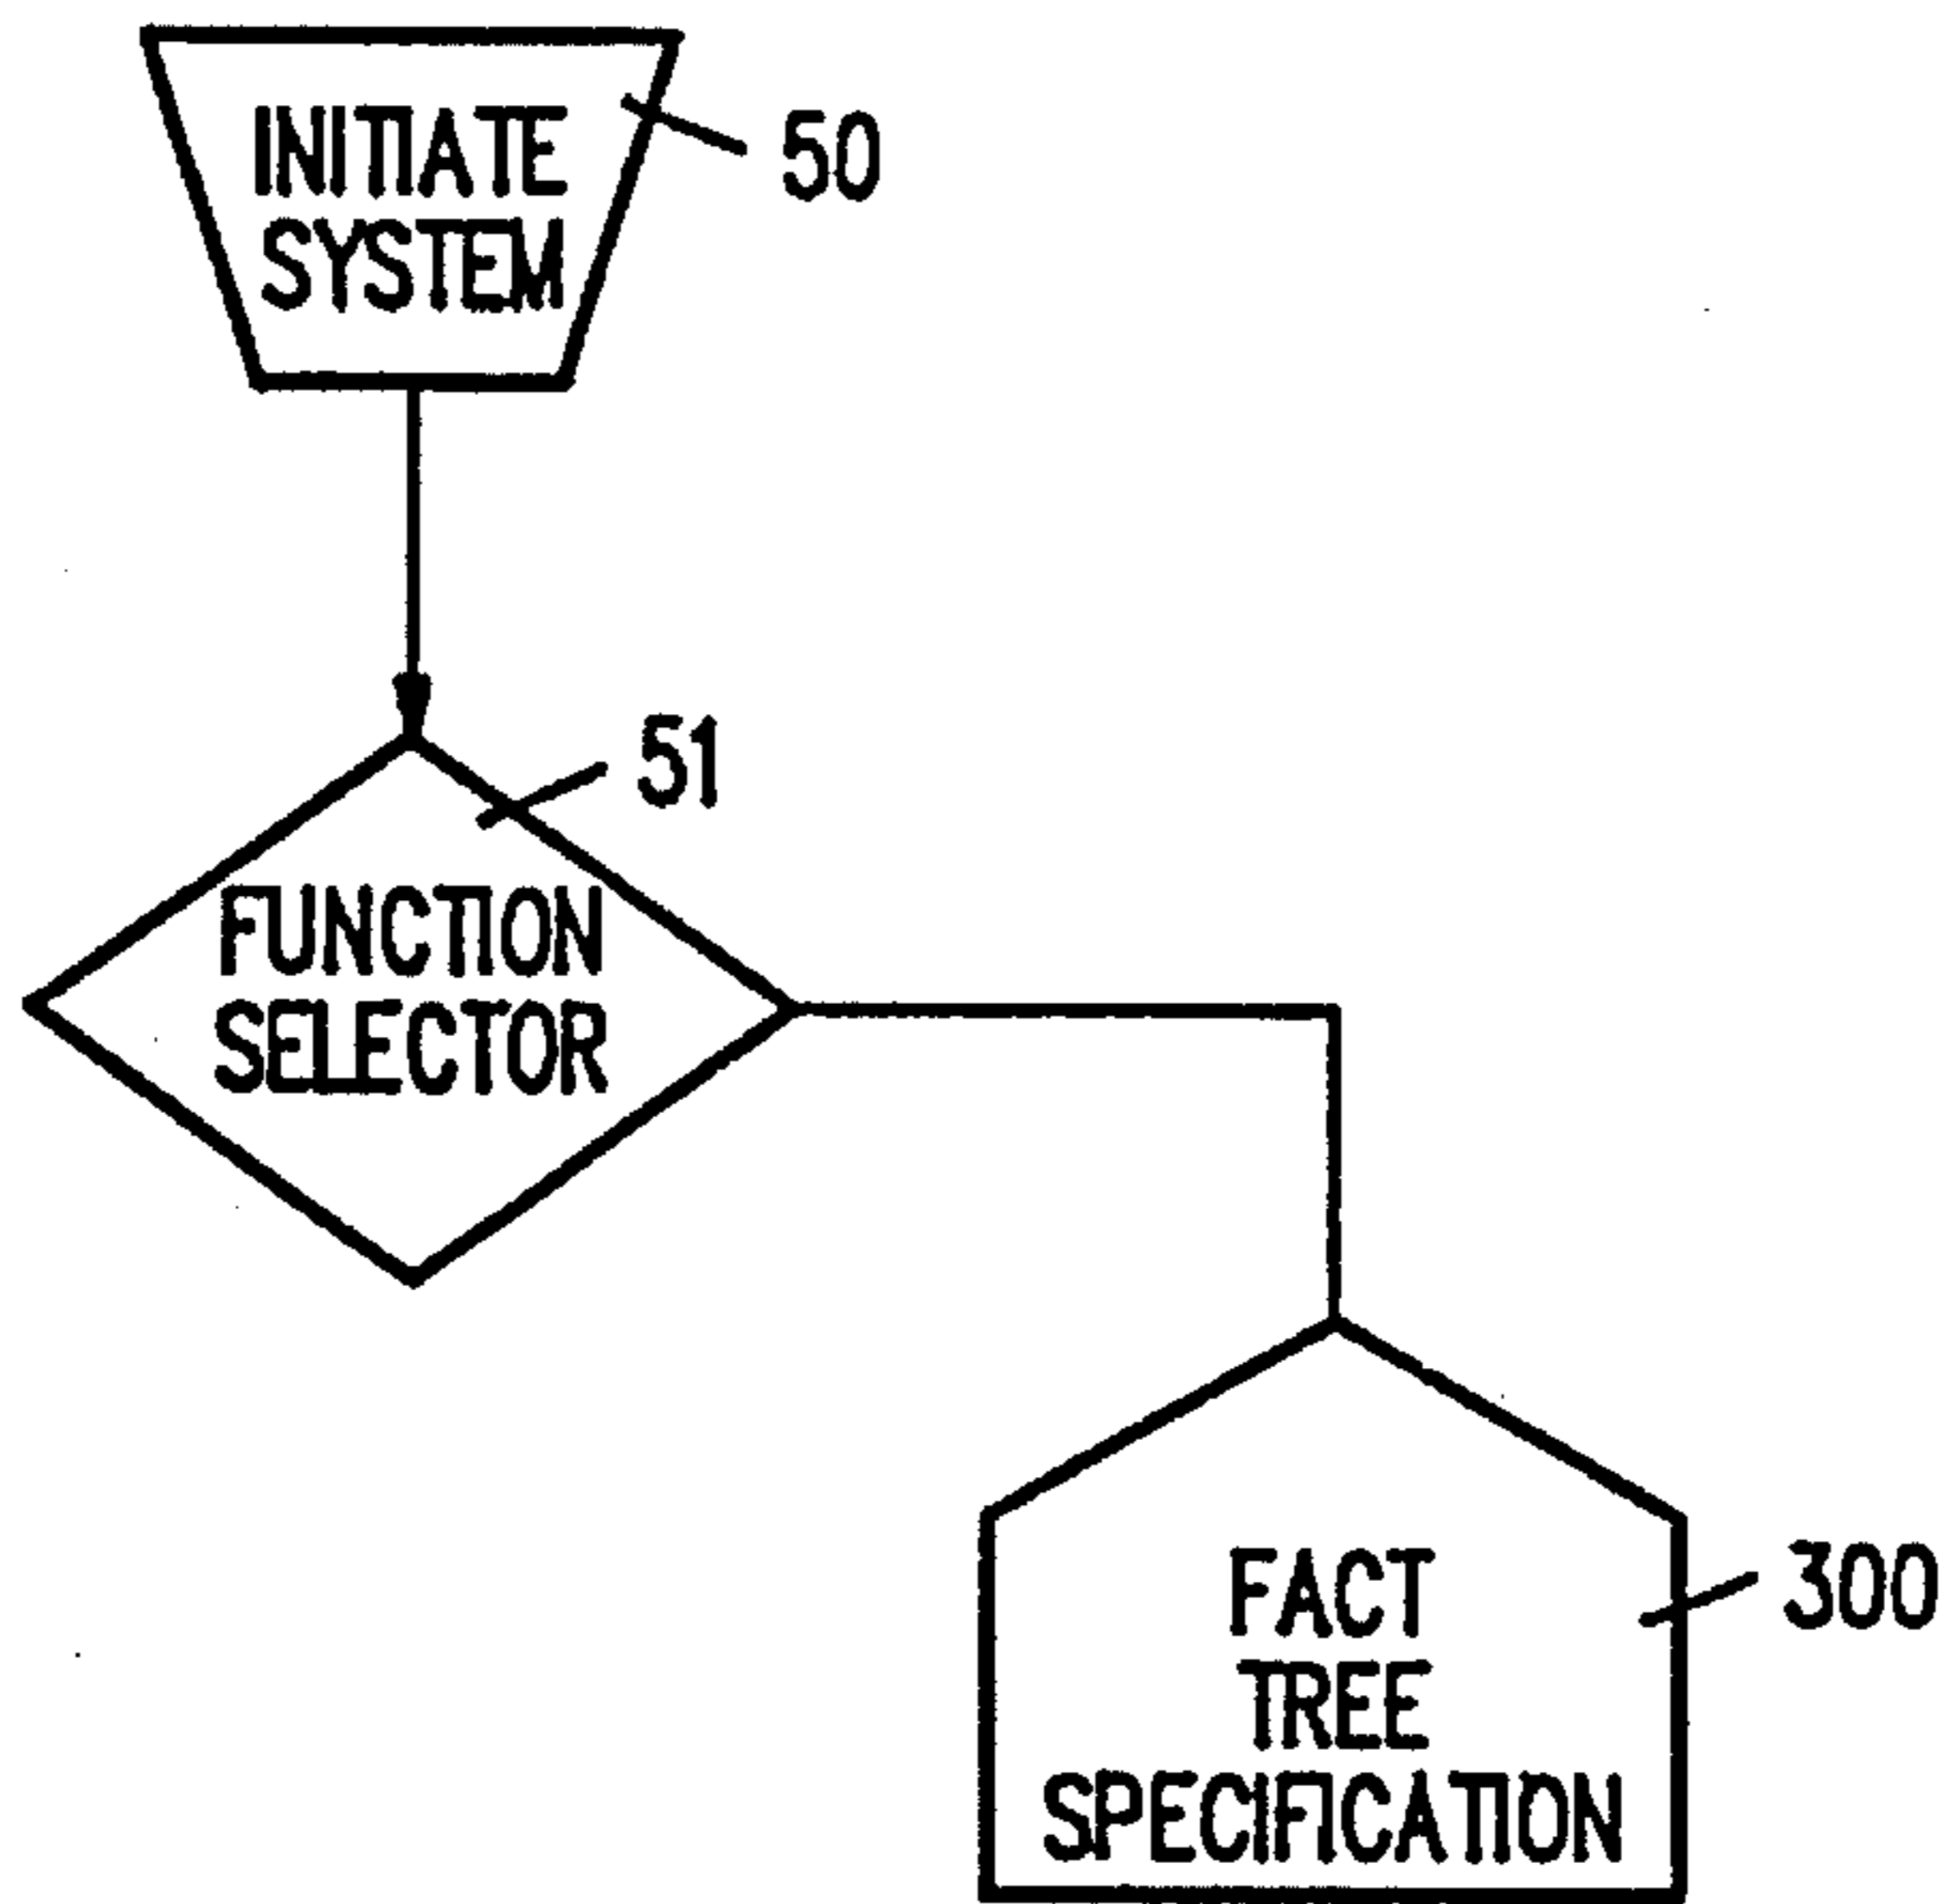 INITIATE
SYSTEM
50
51
FUNCTION
SELECTOR
FACT
TREE
SPECIFICATION
300